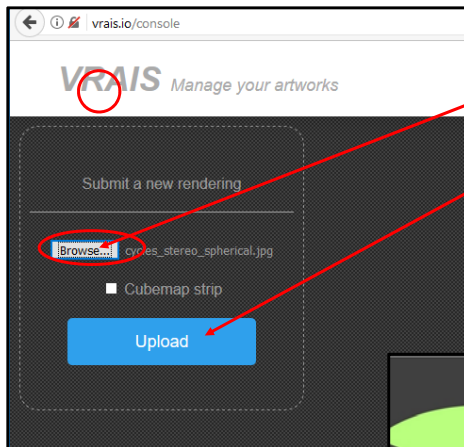 vrais.io/console
VRAIS Manage your artworks
Submit a new rendering
Browse... cycles_stereo_spherical.jpg
Cubemap strip
Upload